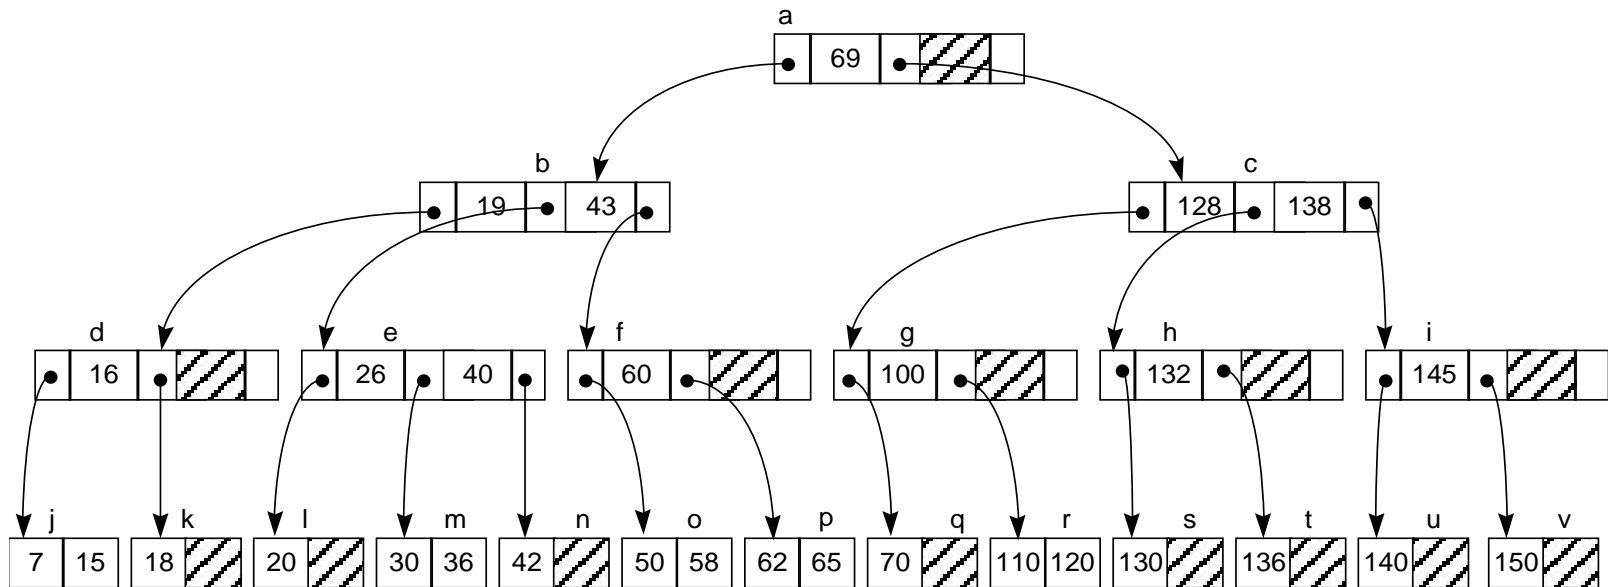 a
69
b c
19 43 128 138
d e f g h i
16 26 40 60 100 132 145
j k l m n o p q r s t u v
7 15 18 20 30 36 42 50 58 62 65 70 110 120 130 136 140 150